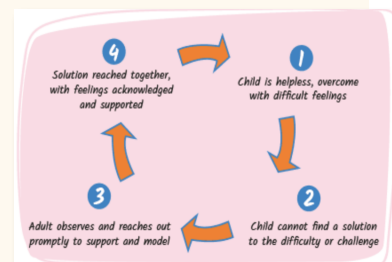 1
Child is helpless, overcome
with difficult feelings
2
Child cannot find a solution
to the difficulty or challenge
3
Adult observes and reaches out
promptly to support and model
4
Solution reached together,
with feelings acknowledged
and supported